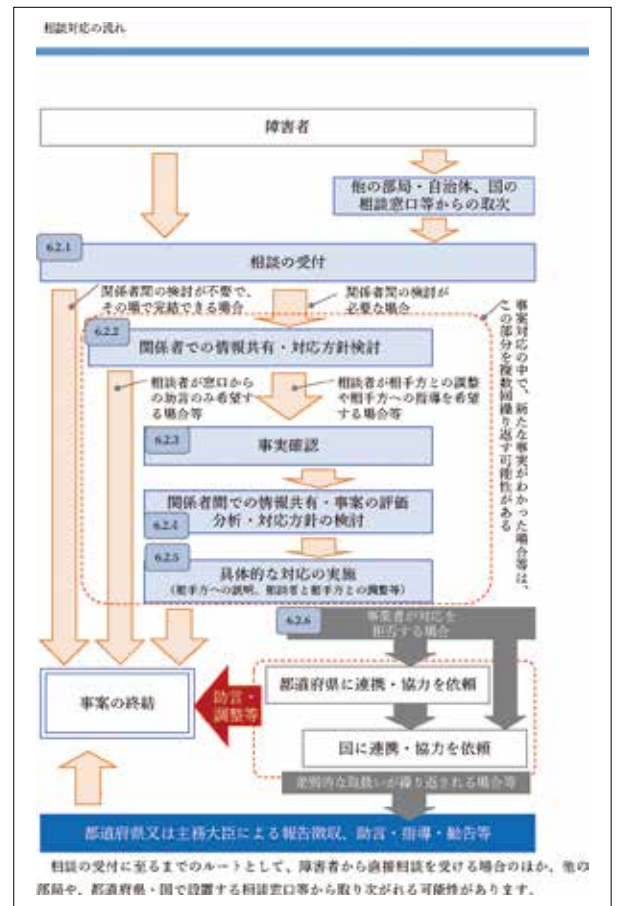 相談対応の流れ
障害者
他の部局・自治体、国の
相談窓口等からの取次
6.2.1
相談の受付
関係者間の検討が不要で、
その場で完結できる場合
関係者間の検討が
必要な場合
事案対応の中で、新たな事実がわかった場合等は、
この部分を複数回繰り返す可能性がある
6.2.2
関係者での情報共有・対応方針検討
相談者が窓口から
の助言のみ希望す
る場合等
相談者が相手方との調整
や相手方への指導を希望
する場合等
6.2.3
事実確認
関係者間での情報共有・事案の評価
分析・対応方針の検討
6.2.4
6.2.5
具体的な対応の実施
(相手方への説明、相談者と相手方との調整等)
6.2.6
事業者が対応を
拒否する場合
都道府県に連携・協力を依頼
助言・
調整等
事案の終結
国に連携・協力を依頼
差別的な取扱いが繰り返される場合等
都道府県又は主務大臣による報告徴収、助言・指導・勧告等
相談の受付に至るまでのルートとして、障害者から直接相談を受ける場合のほか、他の
部局や、都道府県・国で設置する相談窓口等から取り次がれる可能性があります。